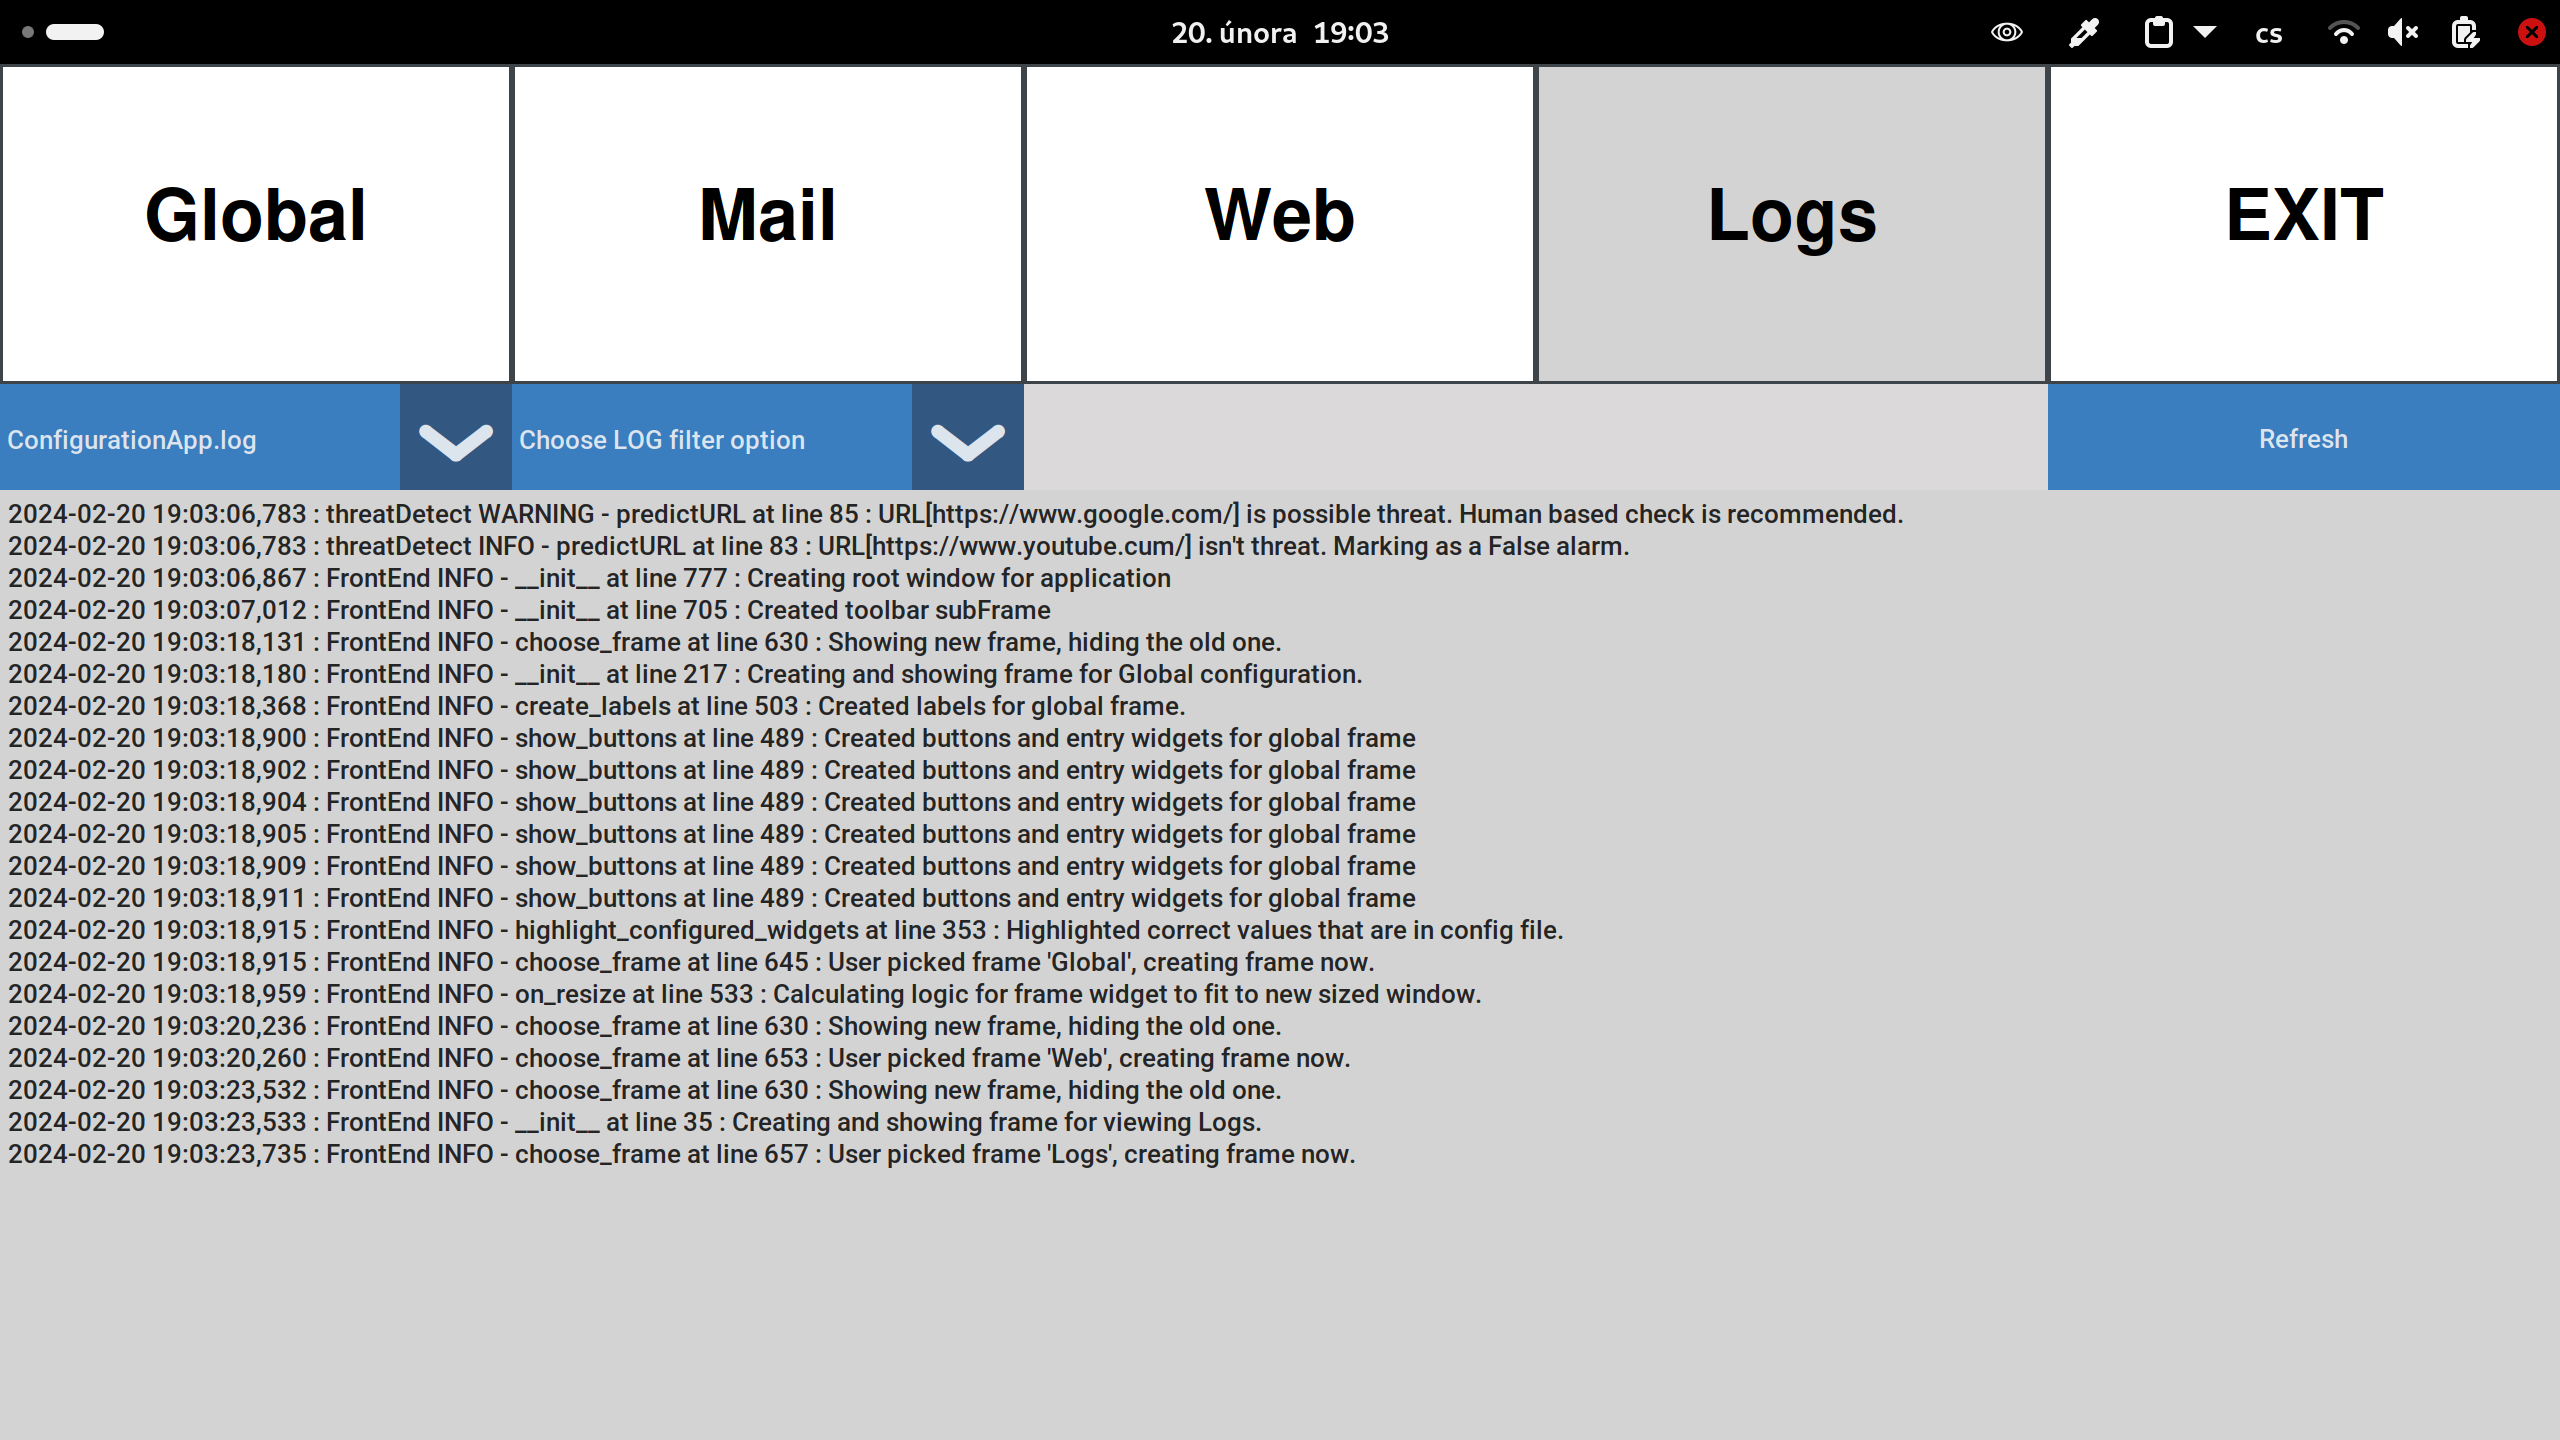 20. února 19:03
cs
Global
Mail
Web
Logs
EXIT
ConfigurationApp.log
Choose LOG filter option
Refresh
2024-02-20 19:03:06,783 : threatDetect WARNING - predictURL at line 85 : URL[https://www.google.com/] is possible threat. Human based check is recommended.
2024-02-20 19:03:06,783 : threatDetect INFO - predictURL at line 83 : URL[https://www.youtube.cum/] isn't threat. Marking as a False alarm.
2024-02-20 19:03:06,867 : FrontEnd INFO - __init__ at line 777 : Creating root window for application
2024-02-20 19:03:07,012 : FrontEnd INFO - __init__ at line 705 : Created toolbar subFrame
2024-02-20 19:03:18,131 : FrontEnd INFO - choose_frame at line 630 : Showing new frame, hiding the old one.
2024-02-20 19:03:18,180 : FrontEnd INFO - __init__ at line 217 : Creating and showing frame for Global configuration.
2024-02-20 19:03:18,368 : FrontEnd INFO - create_labels at line 503 : Created labels for global frame.
2024-02-20 19:03:18,900 : FrontEnd INFO - show_buttons at line 489 : Created buttons and entry widgets for global frame
2024-02-20 19:03:18,902 : FrontEnd INFO - show_buttons at line 489 : Created buttons and entry widgets for global frame
2024-02-20 19:03:18,904 : FrontEnd INFO - show_buttons at line 489 : Created buttons and entry widgets for global frame
2024-02-20 19:03:18,905 : FrontEnd INFO - show_buttons at line 489 : Created buttons and entry widgets for global frame
2024-02-20 19:03:18,909 : FrontEnd INFO - show_buttons at line 489 : Created buttons and entry widgets for global frame
2024-02-20 19:03:18,911 : FrontEnd INFO - show_buttons at line 489 : Created buttons and entry widgets for global frame
2024-02-20 19:03:18,915 : FrontEnd INFO - highlight_configured_widgets at line 353 : Highlighted correct values that are in config file.
2024-02-20 19:03:18,915 : FrontEnd INFO - choose_frame at line 645 : User picked frame 'Global', creating frame now.
2024-02-20 19:03:18,959 : FrontEnd INFO - on_resize at line 533 : Calculating logic for frame widget to fit to new sized window.
2024-02-20 19:03:20,236 : FrontEnd INFO - choose_frame at line 630 : Showing new frame, hiding the old one.
2024-02-20 19:03:20,260 : FrontEnd INFO - choose_frame at line 653 : User picked frame 'Web', creating frame now.
2024-02-20 19:03:23,532 : FrontEnd INFO - choose_frame at line 630 : Showing new frame, hiding the old one.
2024-02-20 19:03:23,533 : FrontEnd INFO - __init__ at line 35 : Creating and showing frame for viewing Logs.
2024-02-20 19:03:23,735 : FrontEnd INFO - choose_frame at line 657 : User picked frame 'Logs', creating frame now.